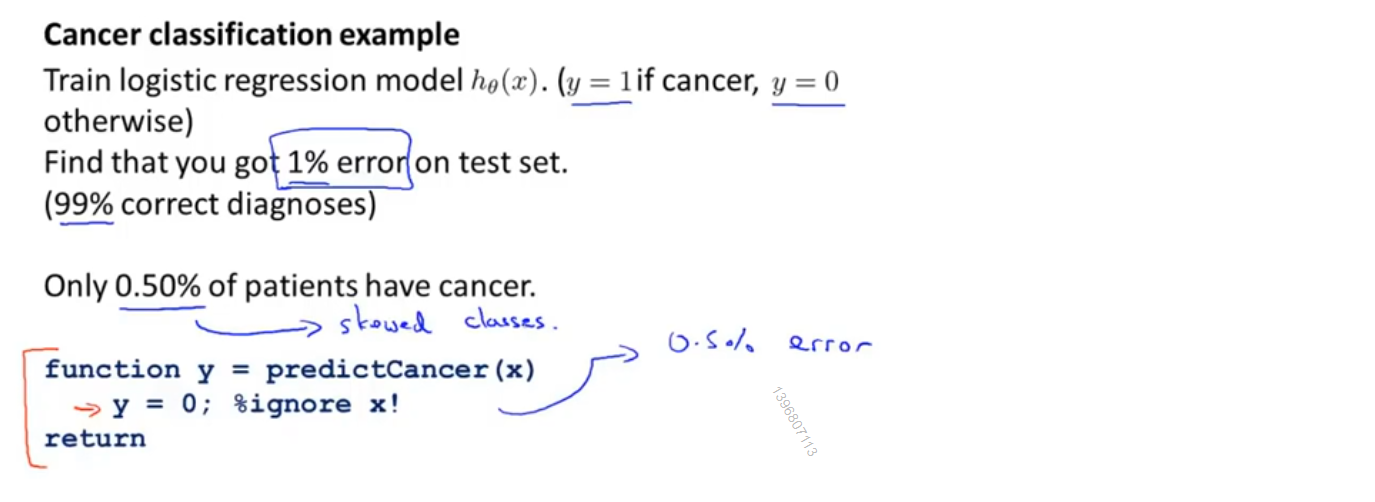 Cancer classification example
Train logistic regression model hθ(x). (y = 1 if cancer, y = 0
otherwise)
Find that you got 1% error on test set.
(99% correct diagnoses)
Only 0.50% of patients have cancer.
skewed classes.
0.5% error
function y = predictCancer(x)
y = 0; %ignore x!
return
1396807113